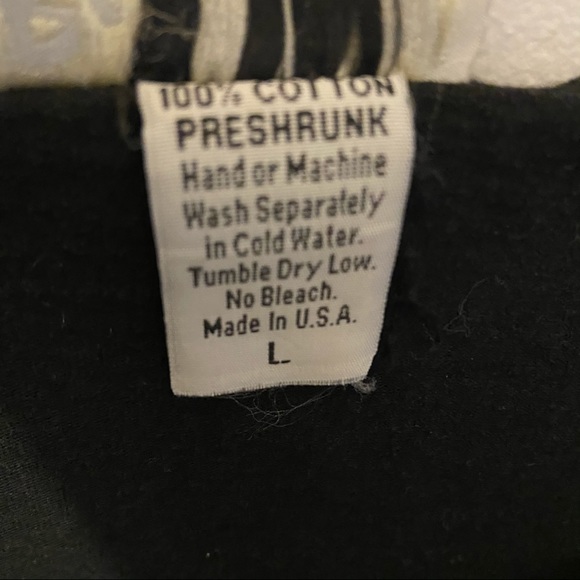 100% COTTON
PRESHRUNK
Hand or Machine
Wash Separately
in Cold Water.
Tumble Dry Low.
No Bleach.
Made In U.S.A.
L